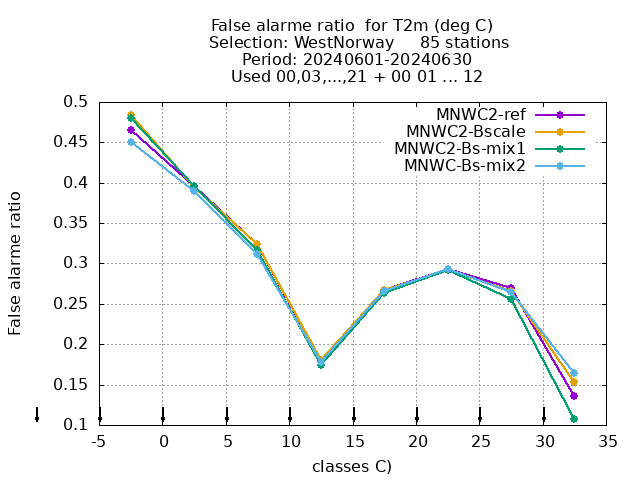 False alarme ratio  for T2m (deg C)
Selection: WestNorway     85 stations
Period: 20240601-20240630
Used 00,03,...,21 + 00 01 ... 12
MNWC2-ref
MNWC2-Bscale
MNWC2-Bs-mix1
MNWC-Bs-mix2
False alarme ratio
0.5
0.45
0.4
0.35
0.3
0.25
0.2
0.15
0.1
-5 0 5 10 15 20 25 30 35
classes C)